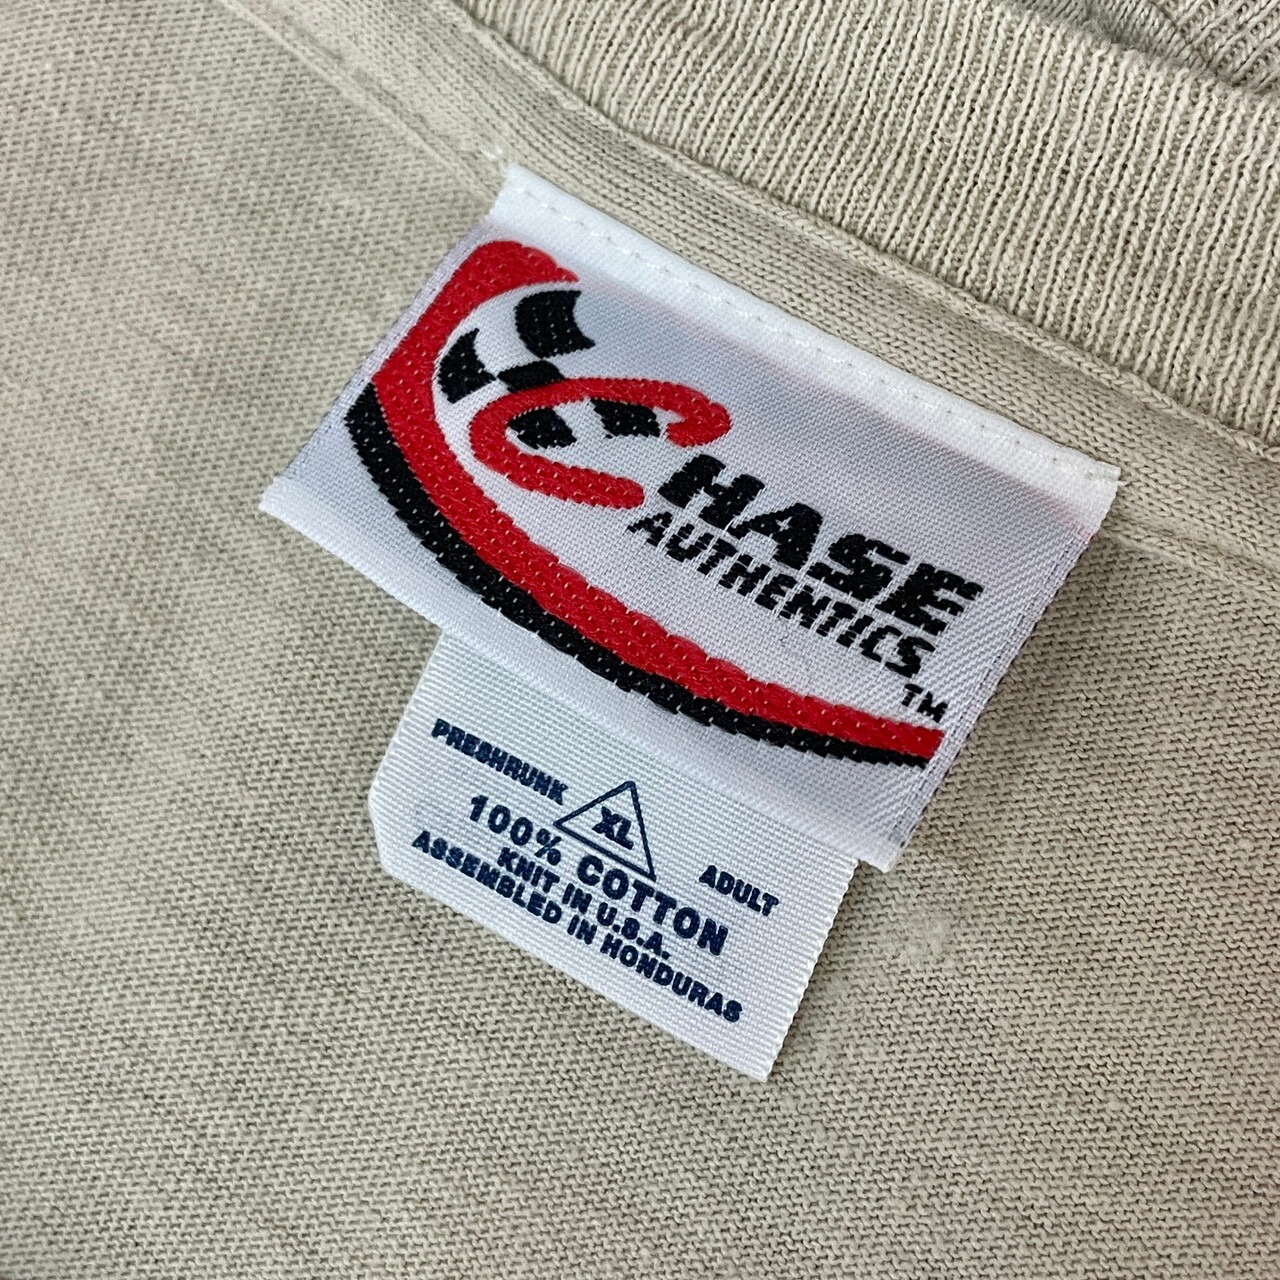 CHASE
AUTHENTICS
TM
PRESHRUNK XL ADULT
100% COTTON
KNIT IN U.S.A.
ASSEMBLED IN HONDURAS